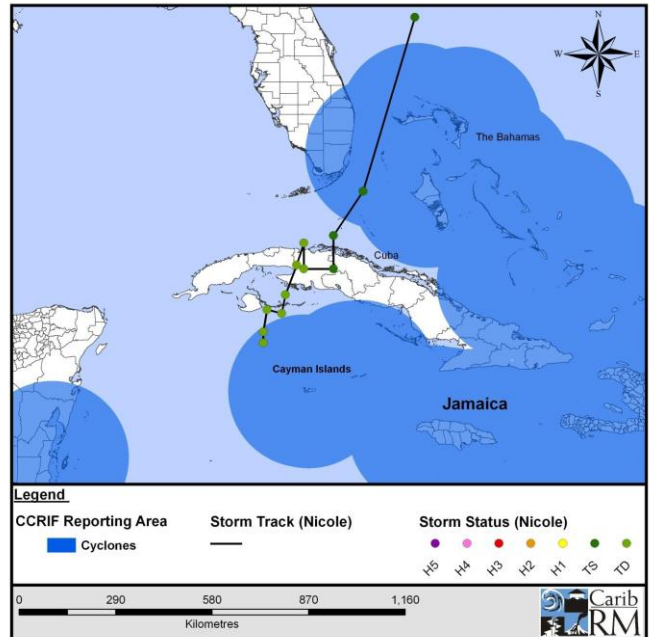 N
W E
S
The Bahamas
Cuba
Cayman Islands
Jamaica
Legend
CCRIF Reporting Area
Cyclones
Storm Track (Nicole)
Storm Status (Nicole)
H5 H4 H3 H2 H1 TS TD
0 290 580 870 1,160
Kilometres
Carib
RM